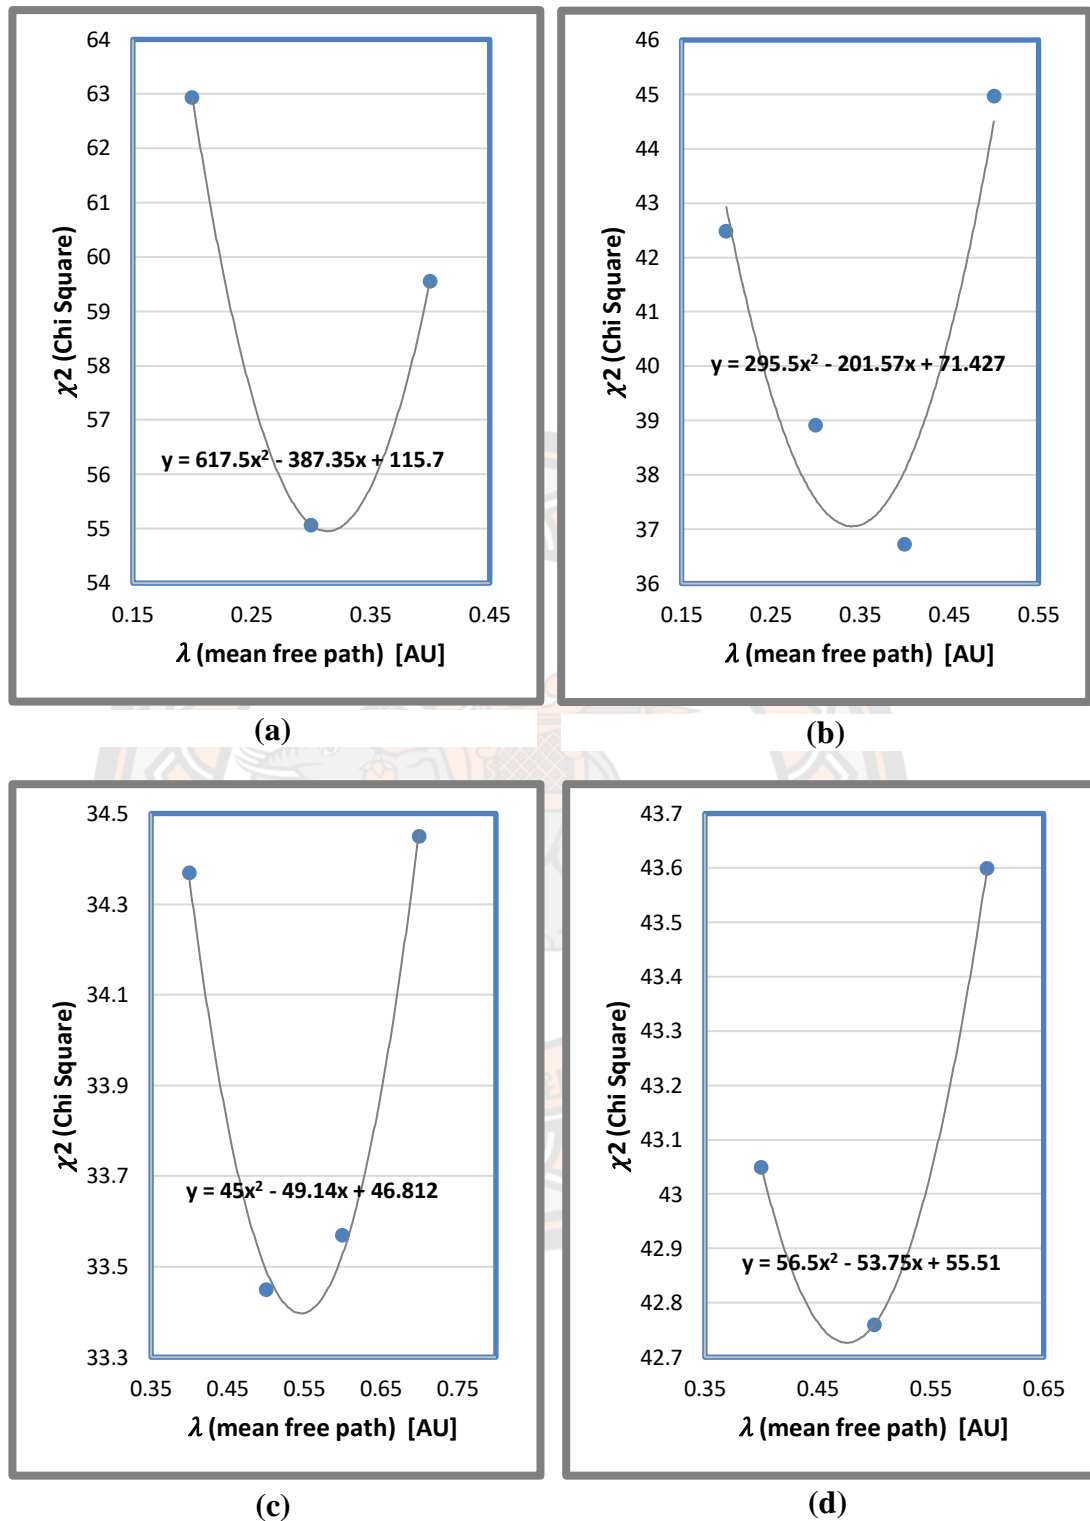 64
63
62
61
60
59
58
57
56
55
54
χ2 (Chi Square)
y = 617.5x² - 387.35x + 115.7
0.15 0.25 0.35 0.45
λ (mean free path) [AU]
(a)
46
45
44
43
42
41
40
39
38
37
36
χ2 (Chi Square)
y = 295.5x² - 201.57x + 71.427
0.15 0.25 0.35 0.45 0.55
λ (mean free path) [AU]
(b)
34.5
34.3
34.1
33.9
33.7
33.5
33.3
χ2 (Chi Square)
y = 45x² - 49.14x + 46.812
0.35 0.45 0.55 0.65 0.75
λ (mean free path) [AU]
(c)
43.7
43.6
43.5
43.4
43.3
43.2
43.1
43
42.9
42.8
42.7
χ2 (Chi Square)
y = 56.5x² - 53.75x + 55.51
0.35 0.45 0.55 0.65
λ (mean free path) [AU]
(d)